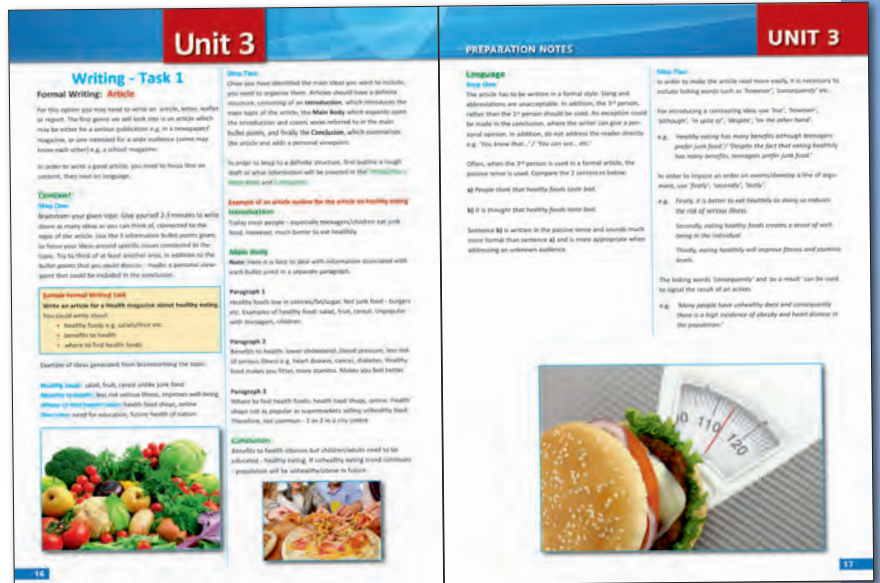 Unit 3
Writing - Task 1
Formal Writing: Article
For this option you may need to write an article, letter, leaflet
or report. The first genre we will look into is an article which
may be either for a serious publication e.g. in a newspaper/
magazine, or one intended for a wide audience (some may
know each other) e.g. a school magazine.
In order to write a good article, you need to focus first on
content, then next on language.
Content
Step One:
Brainstorm your given topic. Give yourself 2-3 minutes to write
down as many ideas as you can think of, connected to the
topic of the article. Use the 3 information bullet points given,
to focus your ideas around specific issues connected to the
topic. Try to think of at least another area, in addition to the
bullet points that you could discuss - maybe a personal view-
point that could be included in the conclusion.
Sample Formal Writing Task
Write an article for a Health magazine about healthy eating.
You could write about:
• healthy foods e.g. salads/fruit etc.
• benefits to health
• where to find health foods
Example of ideas generated from brainstorming the topic:
Healthy foods: salad, fruit, cereal unlike junk food
Benefits to health: less risk serious illness, improves well-being
Where to find health foods: health food shops, online
need for education, future health of nation
16
Step Two:
Once you have identified the main ideas you want to include,
you need to organise them. Articles should have a definite
structure, consisting of an Introduction, which introduces the
main topic of the article, the Main Body which expands upon
the introduction and covers areas referred to in the main
bullet points, and finally the Conclusion, which summarises
the article and adds a personal viewpoint.
In order to keep to a definite structure, first outline a rough
draft of what information will be covered in the Introduction,
Main Body and Conclusion.
Example of an article outline for the article on healthy eating
Introduction
Today most people - especially teenagers/children eat junk
food. However, much better to eat healthily.
Main Body
Note: Here it is best to deal with information associated with
each bullet point in a separate paragraph.
Paragraph 1
Healthy foods low in calories/fat/sugar. Not junk food - burgers
etc. Examples of healthy food: salad, fruit, cereal. Unpopular
with teenagers, children.
Paragraph 2
Benefits to health: lower cholesterol, blood pressure, less risk
of serious illness e.g. heart disease, cancer, diabetes. Healthy
food makes you fitter, more stamina. Makes you feel better.
Paragraph 3
Where to find health foods: health food shops, online. Health
shops not as popular as supermarkets selling unhealthy food.
Therefore, not common - 1 or 2 in a city centre.
Conclusion
Benefits to health obvious but children/adults need to be
educated - healthy eating. If unhealthy eating trend continues
- population will be unhealthy/obese in future.
PREPARATION NOTES
UNIT 3
Language
Step One:
The article has to be written in a formal style. Slang and
abbreviations are unacceptable. In addition, the 3rd person,
rather than the 1st person should be used. An exception could
be made in the conclusion, where the writer can give a per-
sonal opinion. In addition, do not address the reader directly
e.g. 'You know that...' / 'You can see... etc.'
Often, when the 3rd person is used in a formal article, the
passive tense is used. Compare the 2 sentences below:
a) People think that healthy foods taste bad.
b) It is thought that healthy foods taste bad.
Sentence b) is written in the passive tense and sounds much
more formal than sentence a) and is more appropriate when
addressing an unknown audience.
Step Two:
In order to make the article read more easily, it is necessary to
include linking words such as 'however', 'consequently' etc.
For introducing a contrasting idea, use 'but', 'however',
'although', 'in spite of', 'despite', 'on the other hand'.
e.g. 'Healthy eating has many benefits although teenagers
prefer junk food'/ 'Despite the fact that eating healthily
has many benefits, teenagers prefer junk food.'
In order to impose an order on events/develop a line of argu-
ment, use 'firstly', 'secondly', 'lastly'.
e.g. Firstly, it is better to eat healthily as doing so reduces
the risk of serious illness.
Secondly, eating healthy foods creates a sense of well-
being in the individual.
Thirdly, eating healthily will improve fitness and stamina
levels.
The linking words 'consequently' and 'as a result' can be used
to signal the result of an action.
e.g. 'Many people have unhealthy diets and consequently
there is a high incidence of obesity and heart disease in
the population.'
110
120
17